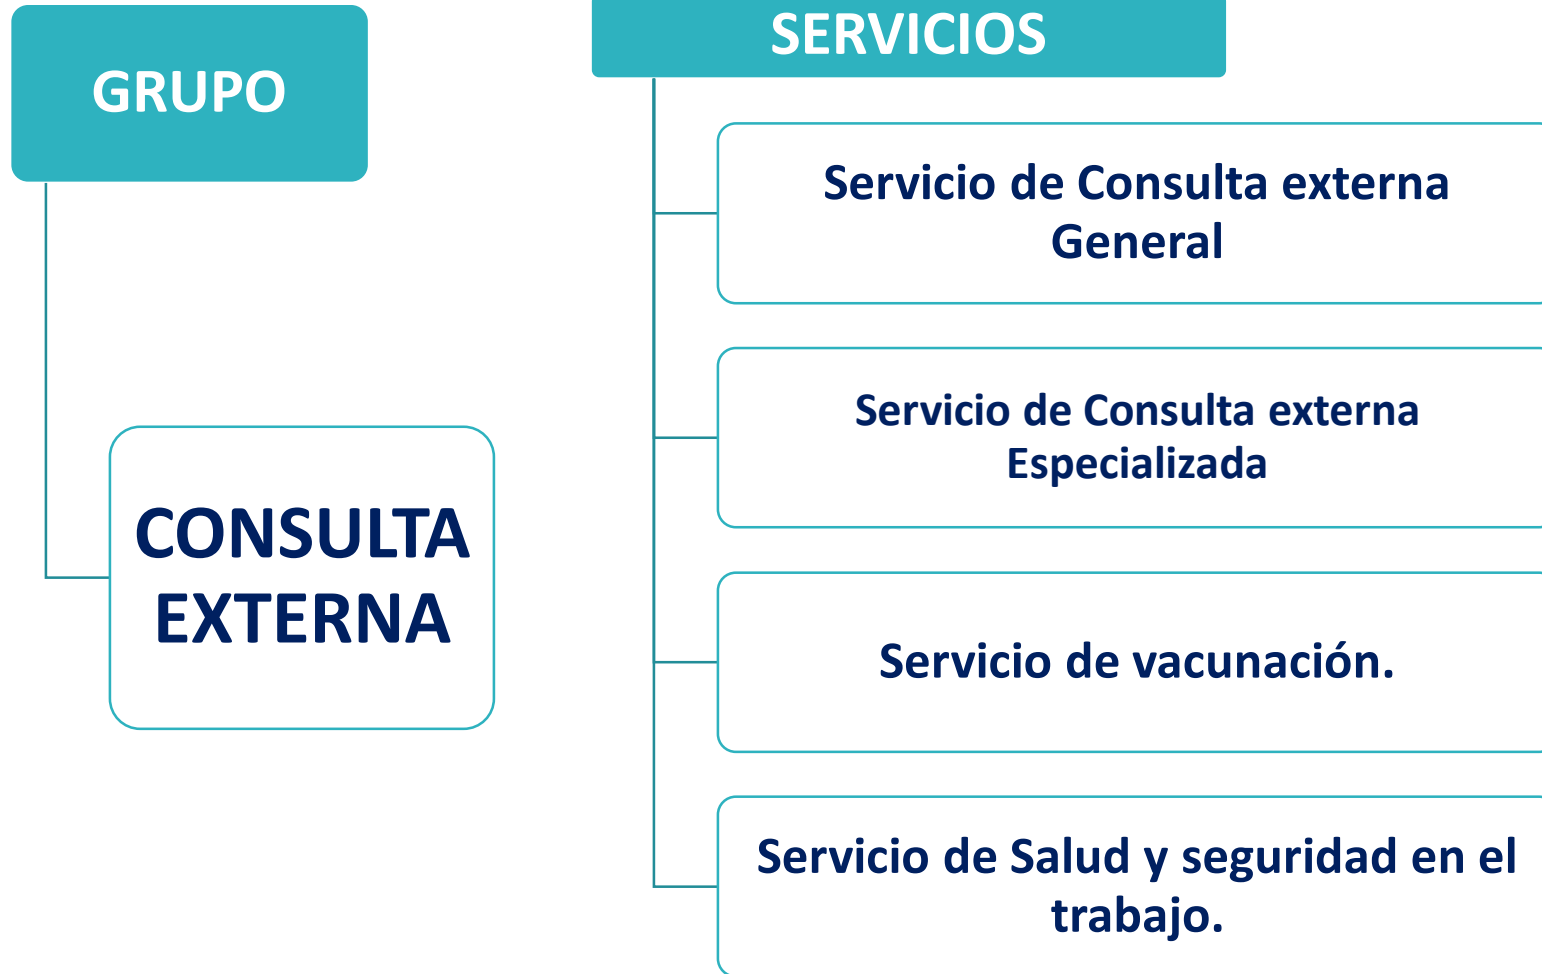 GRUPO
CONSULTA
EXTERNA
SERVICIOS
Servicio de Consulta externa
General
Servicio de Consulta externa
Especializada
Servicio de vacunación.
Servicio de Salud y seguridad en el
trabajo.